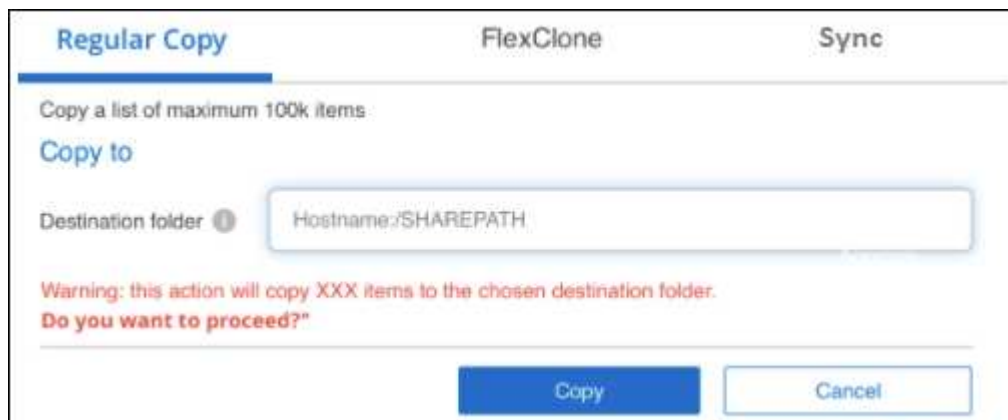 Regular Copy FlexClone Sync
Copy a list of maximum 100k items
Copy to
Destination folder i Hostname:/SHAREPATH
Warning: this action will copy XXX items to the chosen destination folder.
Do you want to proceed?"
Copy Cancel